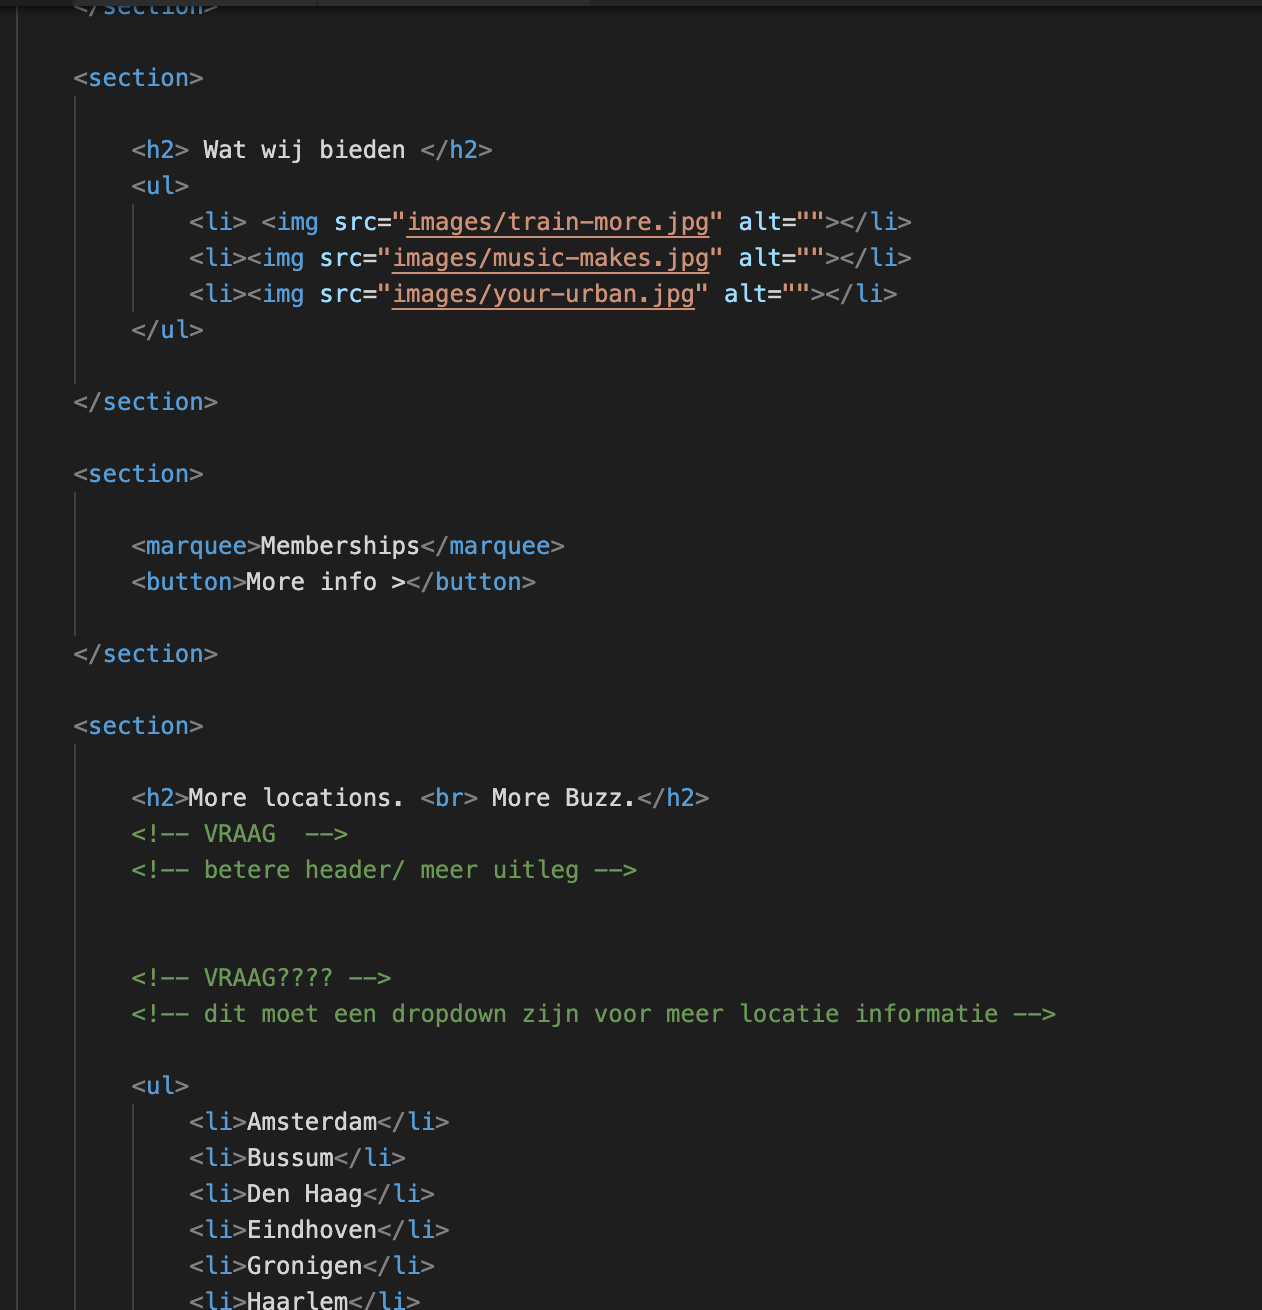 </section>
<section>
<h2> Wat wij bieden </h2>
<ul>
<li> <img src="images/train-more.jpg" alt=""></li>
<li><img src="images/music-makes.jpg" alt=""></li>
<li><img src="images/your-urban.jpg" alt=""></li>
</ul>
</section>
<section>
<marquee>Memberships</marquee>
<button>More info ></button>
</section>
<section>
<h2>More locations. <br> More Buzz.</h2>
<!-- VRAAG  -->
<!-- betere header/ meer uitleg -->
<!-- VRAAG???? -->
<!-- dit moet een dropdown zijn voor meer locatie informatie -->
<ul>
<li>Amsterdam</li>
<li>Bussum</li>
<li>Den Haag</li>
<li>Eindhoven</li>
<li>Gronigen</li>
<li>Haarlem</li>